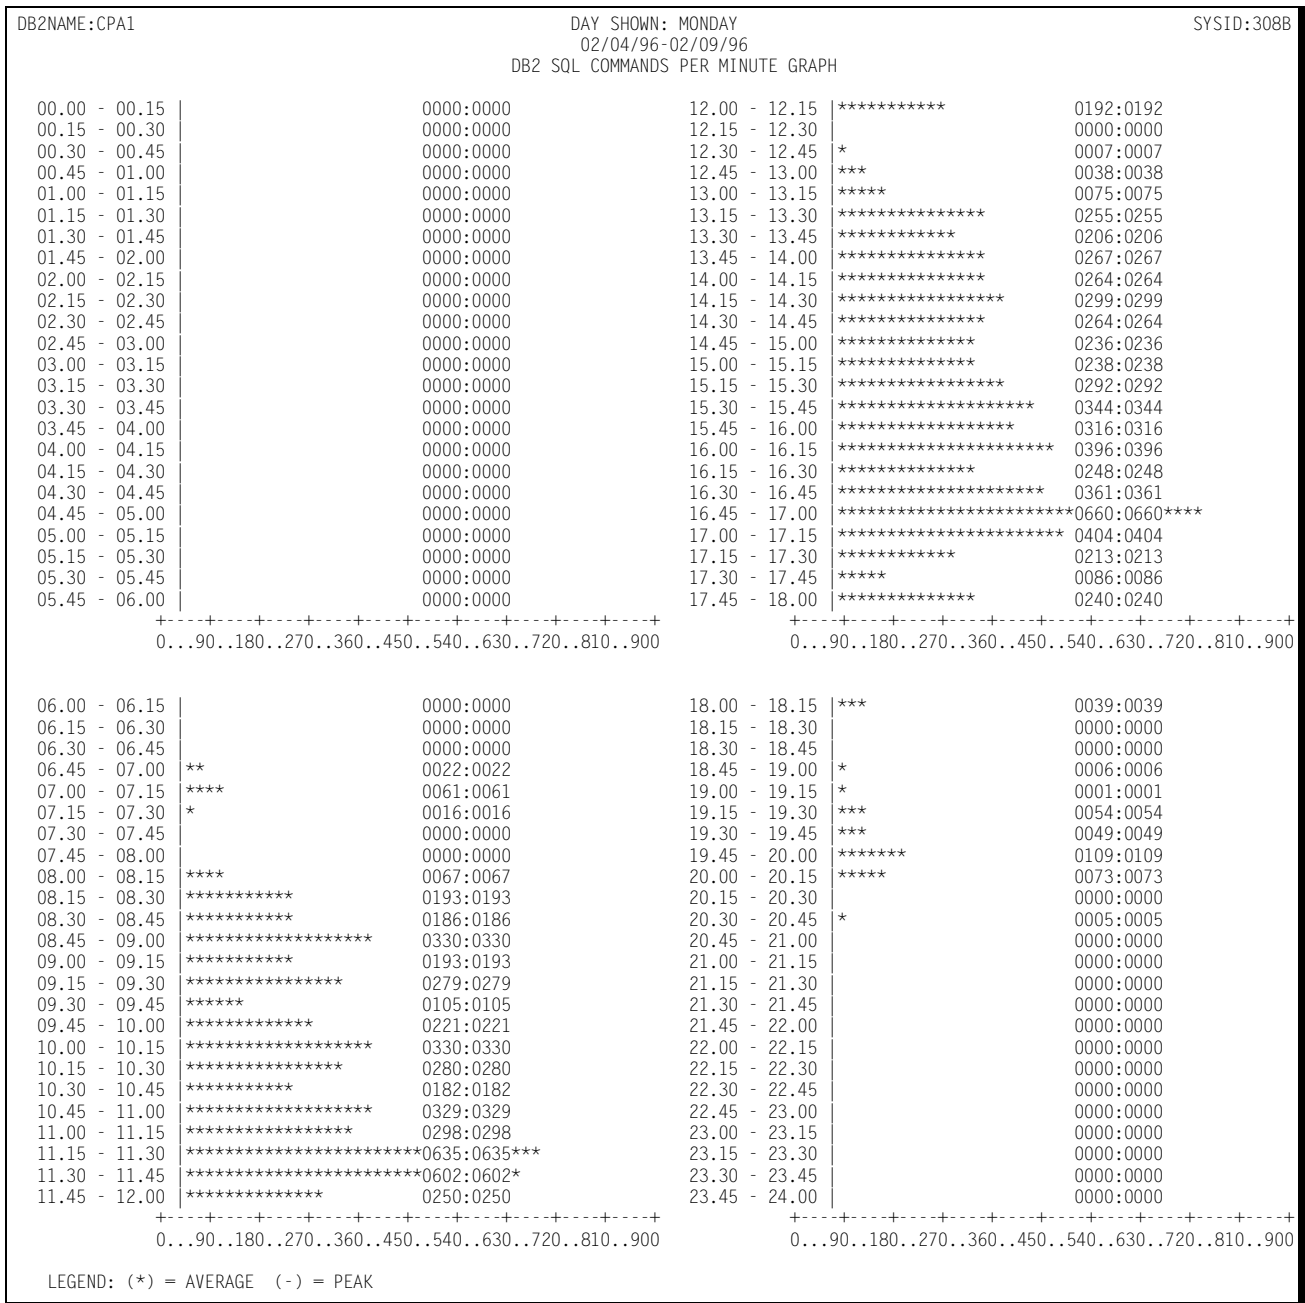 DB2NAME:CPA1 DAY SHOWN: MONDAY SYSID:308B
02/04/96-02/09/96
DB2 SQL COMMANDS PER MINUTE GRAPH
00.00 - 00.15 | 0000:0000 12.00 - 12.15 |*********** 0192:0192
00.15 - 00.30 | 0000:0000 12.15 - 12.30 | 0000:0000
00.30 - 00.45 | 0000:0000 12.30 - 12.45 |* 0007:0007
00.45 - 01.00 | 0000:0000 12.45 - 13.00 |*** 0038:0038
01.00 - 01.15 | 0000:0000 13.00 - 13.15 |***** 0075:0075
01.15 - 01.30 | 0000:0000 13.15 - 13.30 |*************** 0255:0255
01.30 - 01.45 | 0000:0000 13.30 - 13.45 |************ 0206:0206
01.45 - 02.00 | 0000:0000 13.45 - 14.00 |*************** 0267:0267
02.00 - 02.15 | 0000:0000 14.00 - 14.15 |*************** 0264:0264
02.15 - 02.30 | 0000:0000 14.15 - 14.30 |***************** 0299:0299
02.30 - 02.45 | 0000:0000 14.30 - 14.45 |*************** 0264:0264
02.45 - 03.00 | 0000:0000 14.45 - 15.00 |************** 0236:0236
03.00 - 03.15 | 0000:0000 15.00 - 15.15 |************** 0238:0238
03.15 - 03.30 | 0000:0000 15.15 - 15.30 |***************** 0292:0292
03.30 - 03.45 | 0000:0000 15.30 - 15.45 |******************** 0344:0344
03.45 - 04.00 | 0000:0000 15.45 - 16.00 |****************** 0316:0316
04.00 - 04.15 | 0000:0000 16.00 - 16.15 |********************** 0396:0396
04.15 - 04.30 | 0000:0000 16.15 - 16.30 |************** 0248:0248
04.30 - 04.45 | 0000:0000 16.30 - 16.45 |********************* 0361:0361
04.45 - 05.00 | 0000:0000 16.45 - 17.00 |************************0660:0660****
05.00 - 05.15 | 0000:0000 17.00 - 17.15 |*********************** 0404:0404
05.15 - 05.30 | 0000:0000 17.15 - 17.30 |************ 0213:0213
05.30 - 05.45 | 0000:0000 17.30 - 17.45 |***** 0086:0086
05.45 - 06.00 | 0000:0000 17.45 - 18.00 |************** 0240:0240
+----+----+----+----+----+----+----+----+----+----+ +----+----+----+----+----+----+----+----+----+----+
0...90..180..270..360..450..540..630..720..810..900 0...90..180..270..360..450..540..630..720..810..900
06.00 - 06.15 | 0000:0000 18.00 - 18.15 |*** 0039:0039
06.15 - 06.30 | 0000:0000 18.15 - 18.30 | 0000:0000
06.30 - 06.45 | 0000:0000 18.30 - 18.45 | 0000:0000
06.45 - 07.00 |** 0022:0022 18.45 - 19.00 |* 0006:0006
07.00 - 07.15 |**** 0061:0061 19.00 - 19.15 |* 0001:0001
07.15 - 07.30 |* 0016:0016 19.15 - 19.30 |*** 0054:0054
07.30 - 07.45 | 0000:0000 19.30 - 19.45 |*** 0049:0049
07.45 - 08.00 | 0000:0000 19.45 - 20.00 |******* 0109:0109
08.00 - 08.15 |**** 0067:0067 20.00 - 20.15 |***** 0073:0073
08.15 - 08.30 |*********** 0193:0193 20.15 - 20.30 | 0000:0000
08.30 - 08.45 |*********** 0186:0186 20.30 - 20.45 |* 0005:0005
08.45 - 09.00 |******************* 0330:0330 20.45 - 21.00 | 0000:0000
09.00 - 09.15 |*********** 0193:0193 21.00 - 21.15 | 0000:0000
09.15 - 09.30 |**************** 0279:0279 21.15 - 21.30 | 0000:0000
09.30 - 09.45 |****** 0105:0105 21.30 - 21.45 | 0000:0000
09.45 - 10.00 |************* 0221:0221 21.45 - 22.00 | 0000:0000
10.00 - 10.15 |******************* 0330:0330 22.00 - 22.15 | 0000:0000
10.15 - 10.30 |**************** 0280:0280 22.15 - 22.30 | 0000:0000
10.30 - 10.45 |*********** 0182:0182 22.30 - 22.45 | 0000:0000
10.45 - 11.00 |******************* 0329:0329 22.45 - 23.00 | 0000:0000
11.00 - 11.15 |***************** 0298:0298 23.00 - 23.15 | 0000:0000
11.15 - 11.30 |************************0635:0635*** 23.15 - 23.30 | 0000:0000
11.30 - 11.45 |************************0602:0602* 23.30 - 23.45 | 0000:0000
11.45 - 12.00 |************** 0250:0250 23.45 - 24.00 | 0000:0000
+----+----+----+----+----+----+----+----+----+----+ +----+----+----+----+----+----+----+----+----+----+
0...90..180..270..360..450..540..630..720..810..900 0...90..180..270..360..450..540..630..720..810..900
LEGEND: (*) = AVERAGE (-) = PEAK